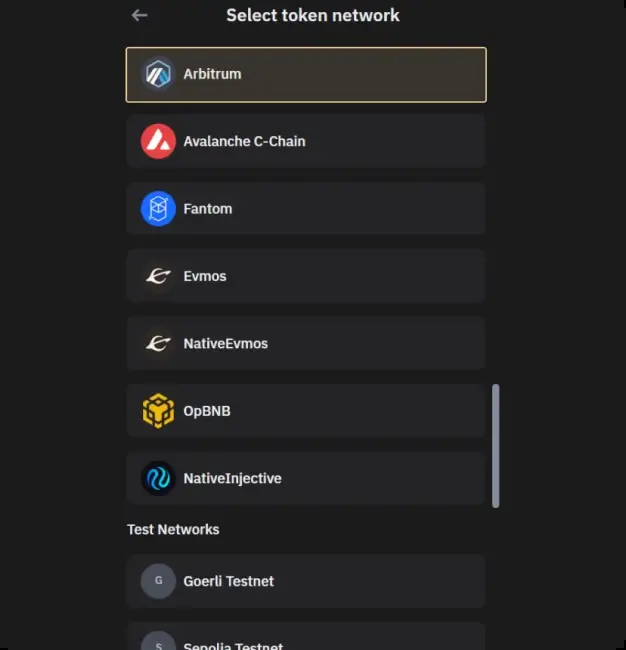 Select token network
Arbitrum
Avalanche C-Chain
Fantom
Evmos
NativeEvmos
OpBNB
NativeInjective
Test Networks
G
Goerli Testnet
S
Sepolia Testnet